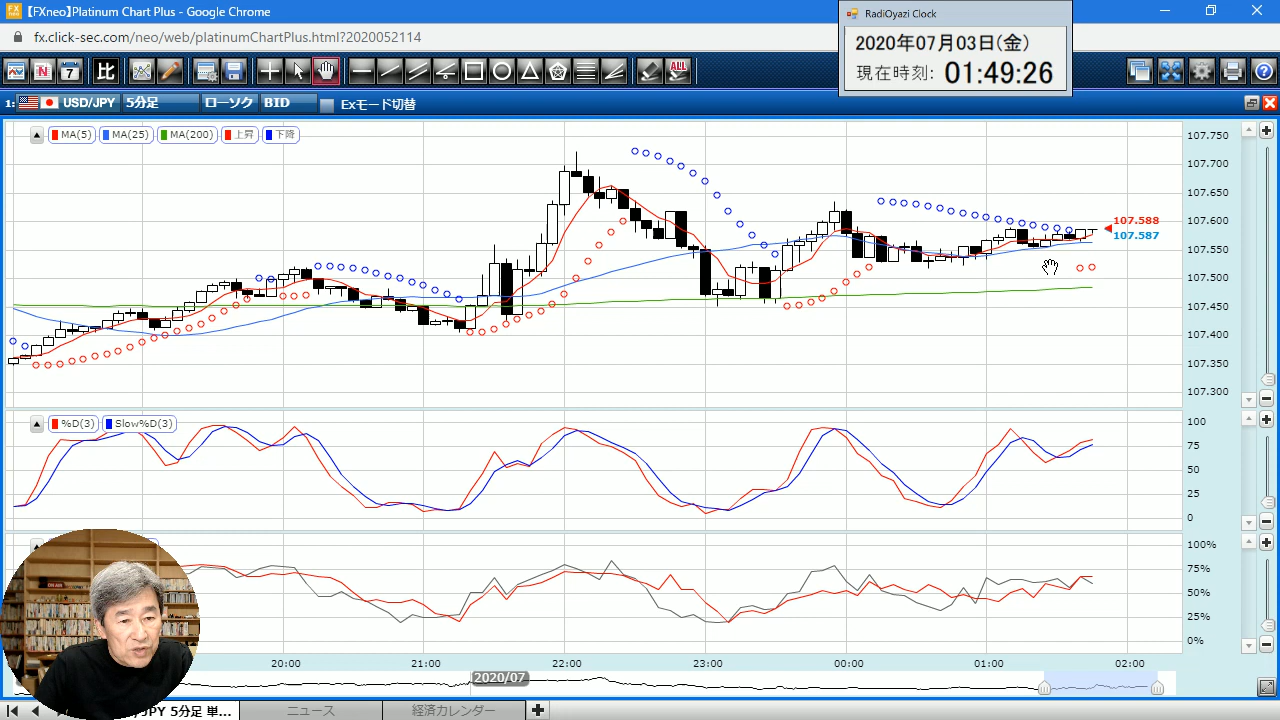 【FXneo】Platinum Chart Plus - Google Chrome
fx.click-sec.com/neo/web/platinumChartPlus.html?2020052114
RadiOyazi Clock
2020年07月03日(金)
現在時刻: 01:49:26
N 7 比 ALL
1: USD/JPY 5分足 ローソク BID Exモード切替
MA(5) MA(25) MA(200) 上昇 下降
107.750
107.700
107.650
107.600
107.588
107.587
107.550
107.500
107.450
107.400
107.350
107.300
%D(3) Slow%D(3)
100
75
50
25
0
100%
75%
50%
25%
0%
ON AIR
20:00 21:00 22:00 23:00 00:00 01:00 02:00
2020/07
/JPY 5分足 単... ニュース 経済カレンダー